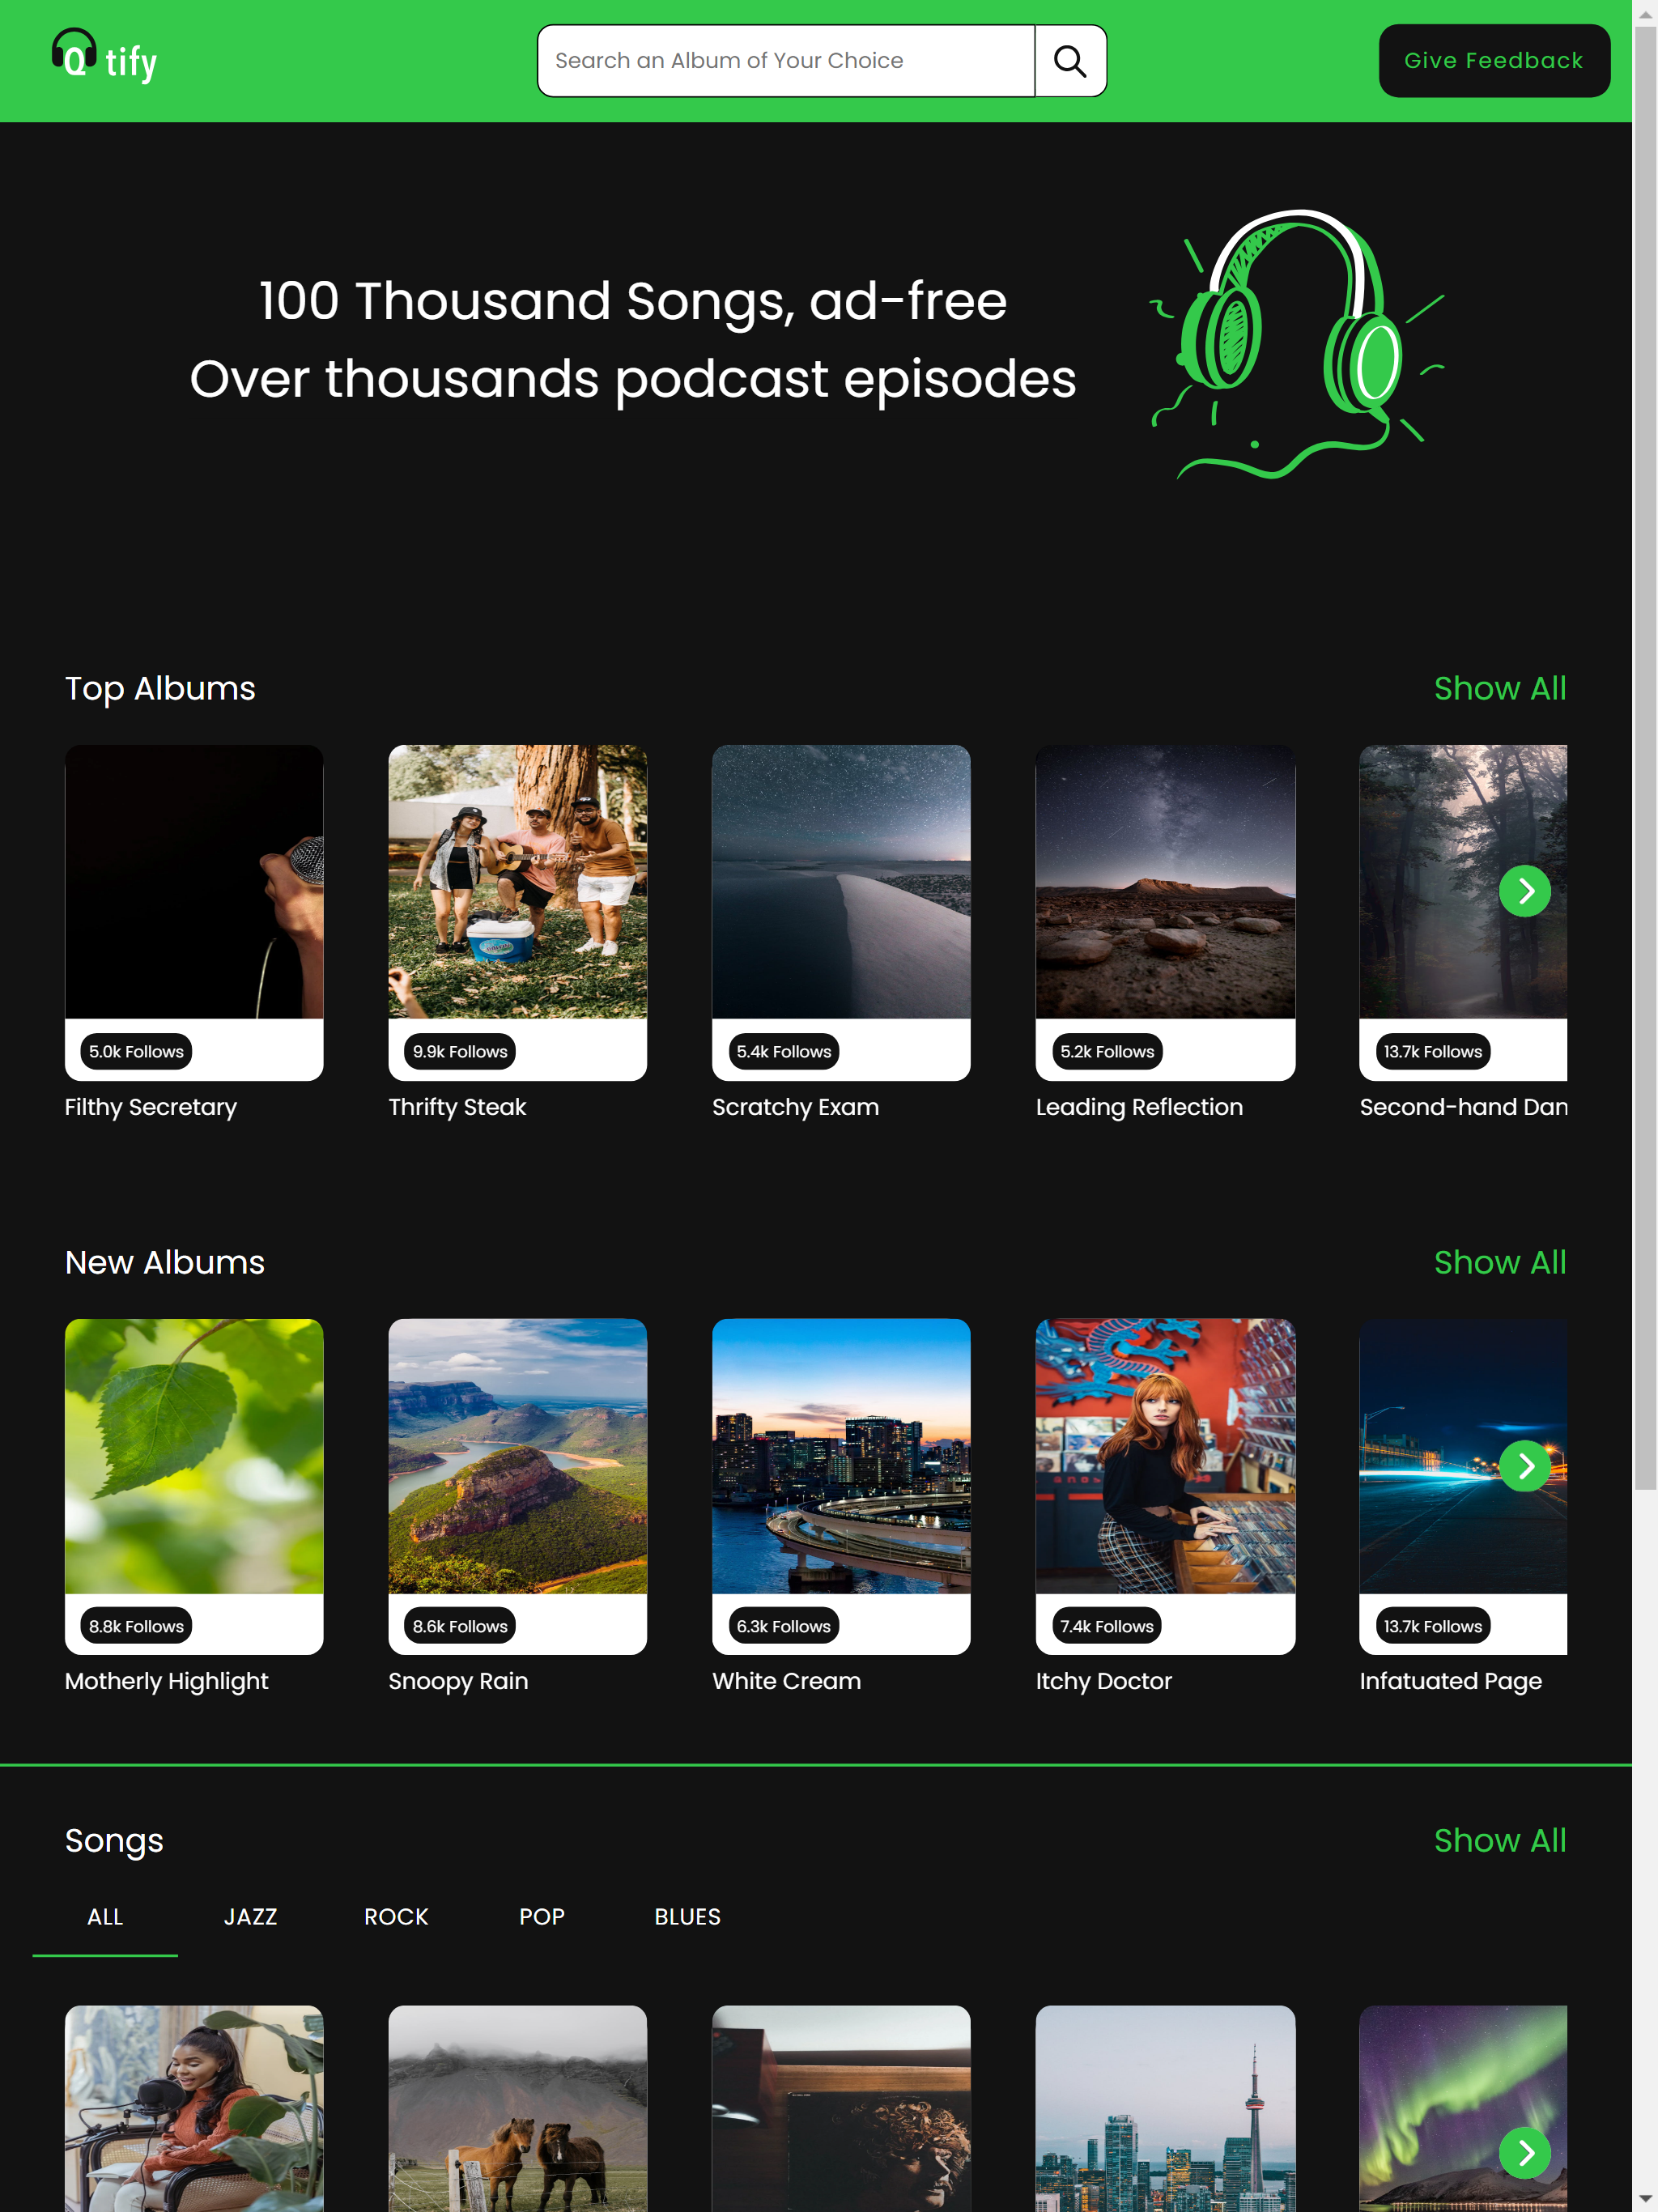 Qtify
Search an Album of Your Choice
Give Feedback
100 Thousand Songs, ad-free
Over thousands podcast episodes
Top Albums
Show All
5.0k Follows
9.9k Follows
5.4k Follows
5.2k Follows
13.7k Follows
Filthy Secretary
Thrifty Steak
Scratchy Exam
Leading Reflection
Second-hand Dan
New Albums
Show All
8.8k Follows
8.6k Follows
6.3k Follows
7.4k Follows
13.7k Follows
Motherly Highlight
Snoopy Rain
White Cream
Itchy Doctor
Infatuated Page
Songs
Show All
ALL
JAZZ
ROCK
POP
BLUES